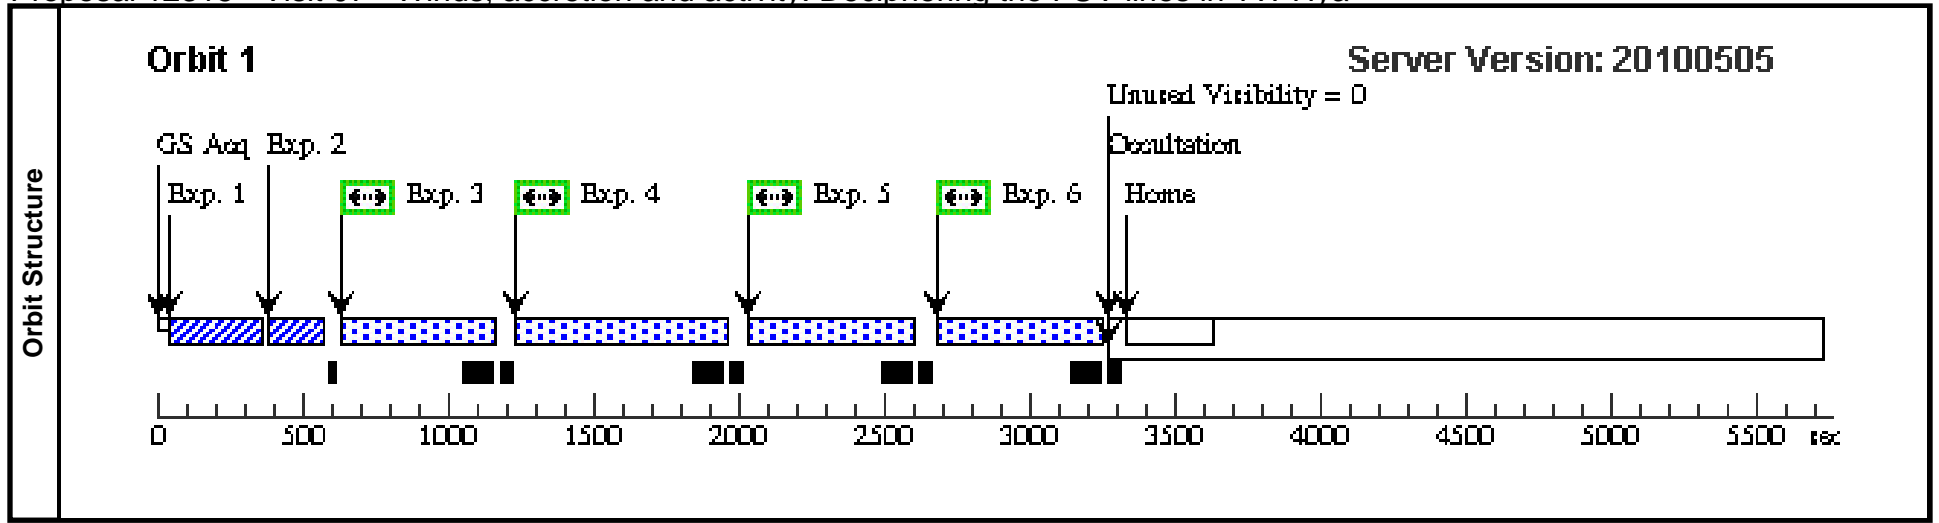 Orbit Structure
Orbit 1
Server Version: 20100505
Unused Visibility = 0
GS Acq Exp. 2 Occultation
Exp. 1 Exp. 3 Exp. 4 Exp. 5 Exp. 6 Home
0 500 1000 1500 2000 2500 3000 3500 4000 4500 5000 5500 sec